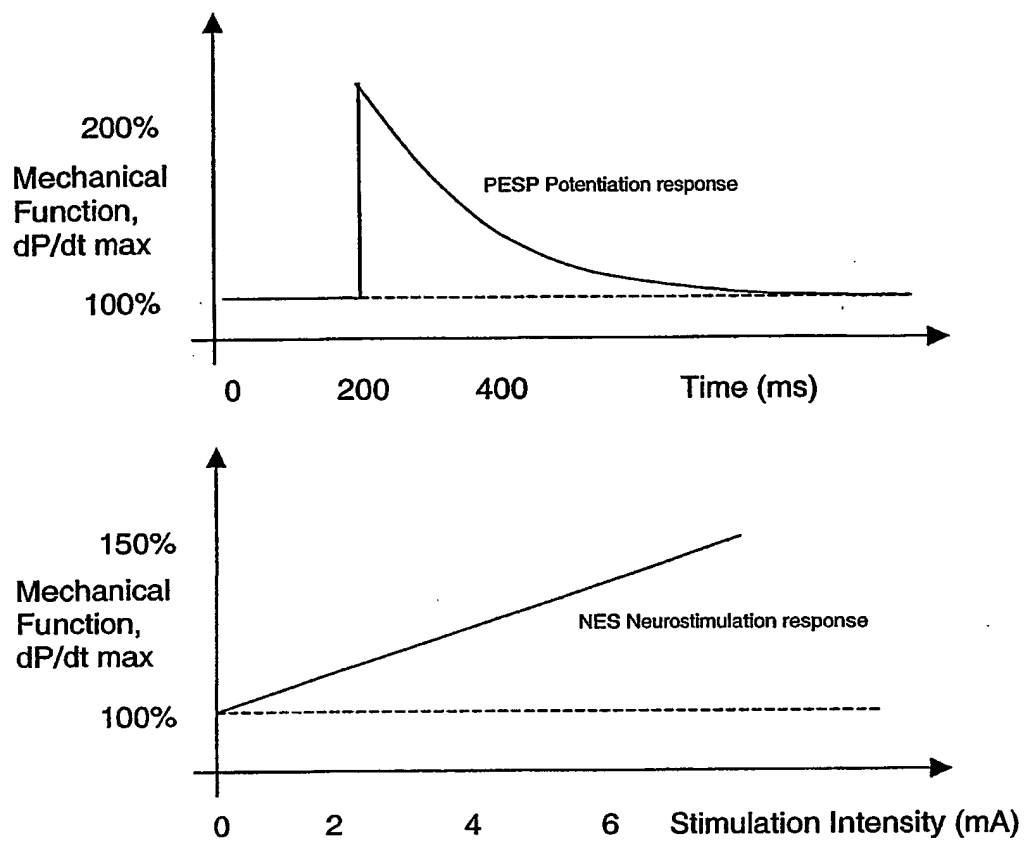 200%
Mechanical
Function,
dP/dt max
PESP Potentiation response
100%
0 200 400 Time (ms)
150%
Mechanical
Function,
dP/dt max
NES Neurostimulation response
100%
0 2 4 6 Stimulation Intensity (mA)